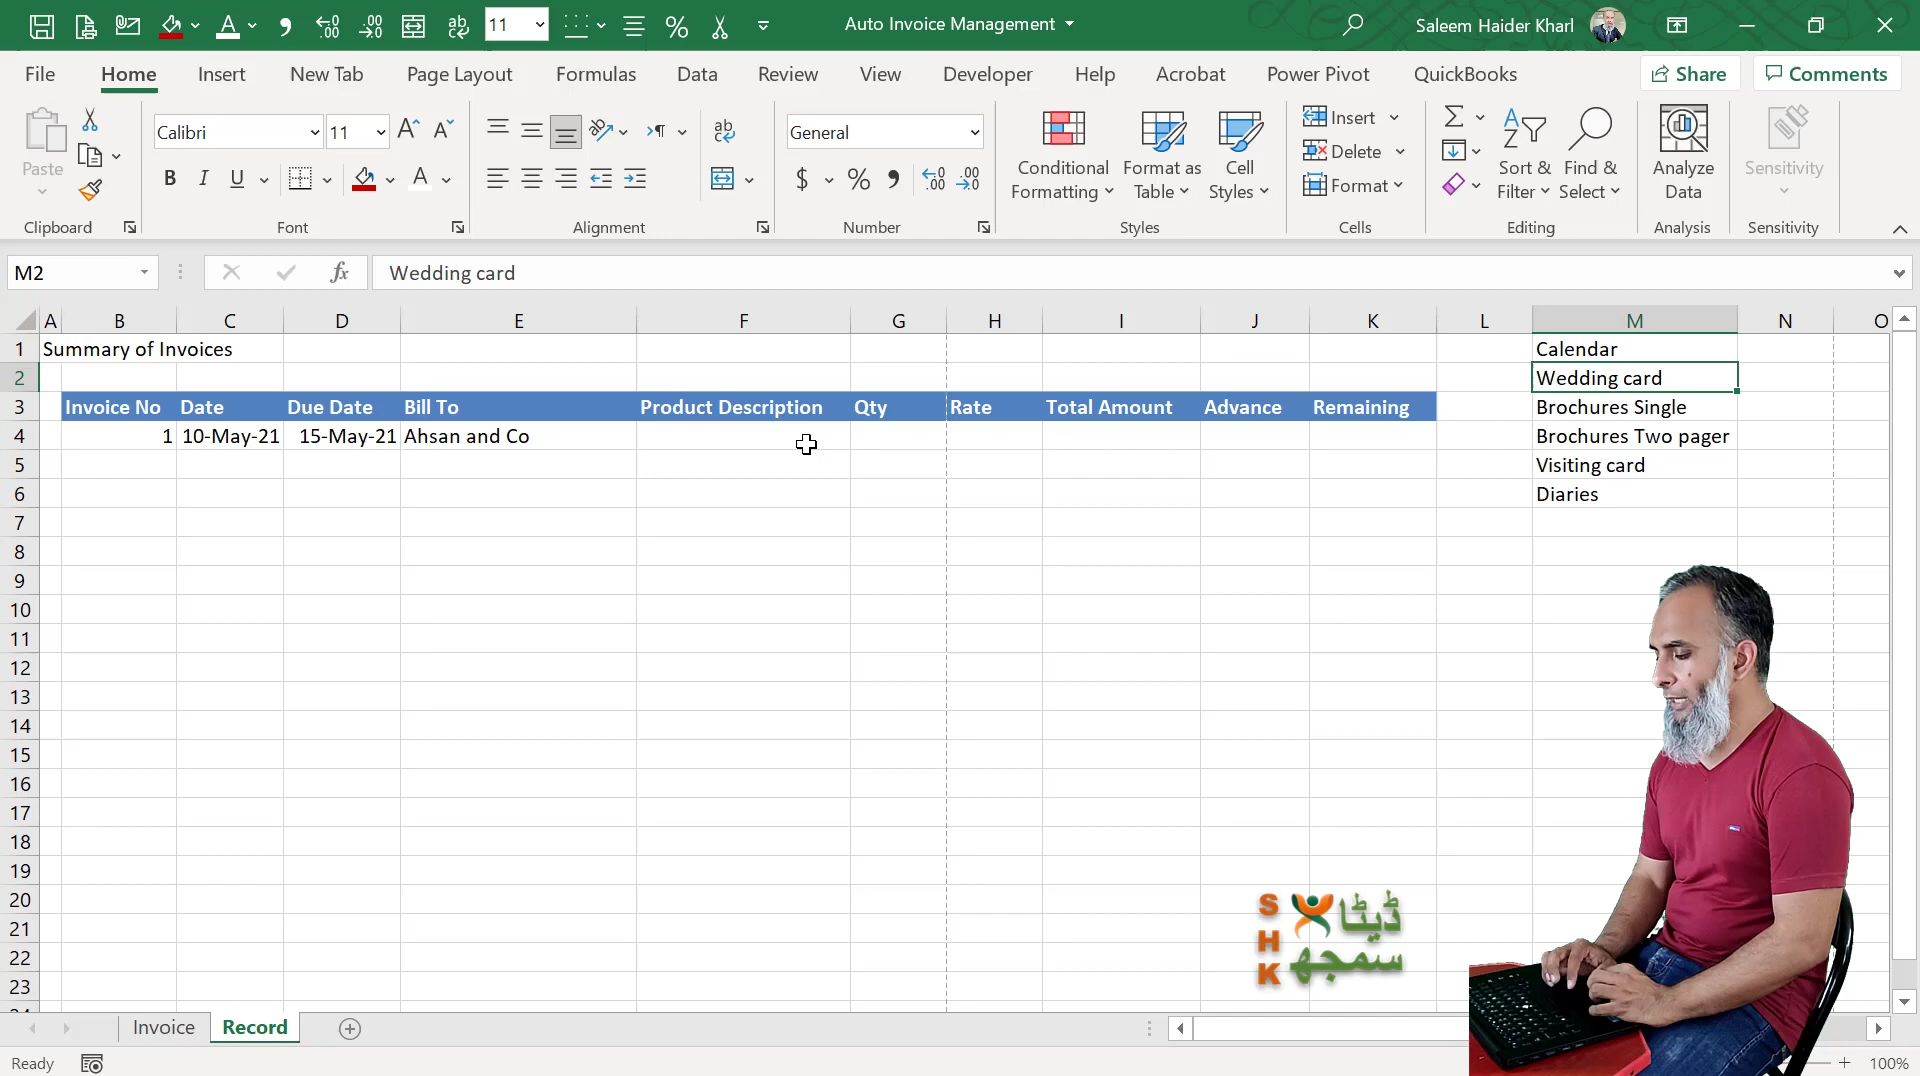 11
Auto Invoice Management
Saleem Haider Kharl
File Home Insert New Tab Page Layout Formulas Data Review View Developer Help Acrobat Power Pivot QuickBooks Share Comments
Paste
Clipboard
Calibri 11
B I U
Font
Alignment
General
$ % 9
Number
Conditional Formatting
Format as Table
Cell Styles
Styles
Insert
Delete
Format
Cells
Sort & Filter
Find & Select
Editing
Analyze Data
Analysis
Sensitivity
Sensitivity
M2 fx Wedding card
A B C D E F G H I J K L M N O
1 Summary of Invoices Calendar
2 Wedding card
3 Invoice No Date Due Date Bill To Product Description Qty Rate Total Amount Advance Remaining Brochures Single
4 1 10-May-21 15-May-21 Ahsan and Co Brochures Two pager
5 Visiting card
6 Diaries
7
8
9
10
11
12
13
14
15
16
17
18
19
20
21
22
23
SHK ڈیٹا سمجھ
Invoice Record
Ready
100%